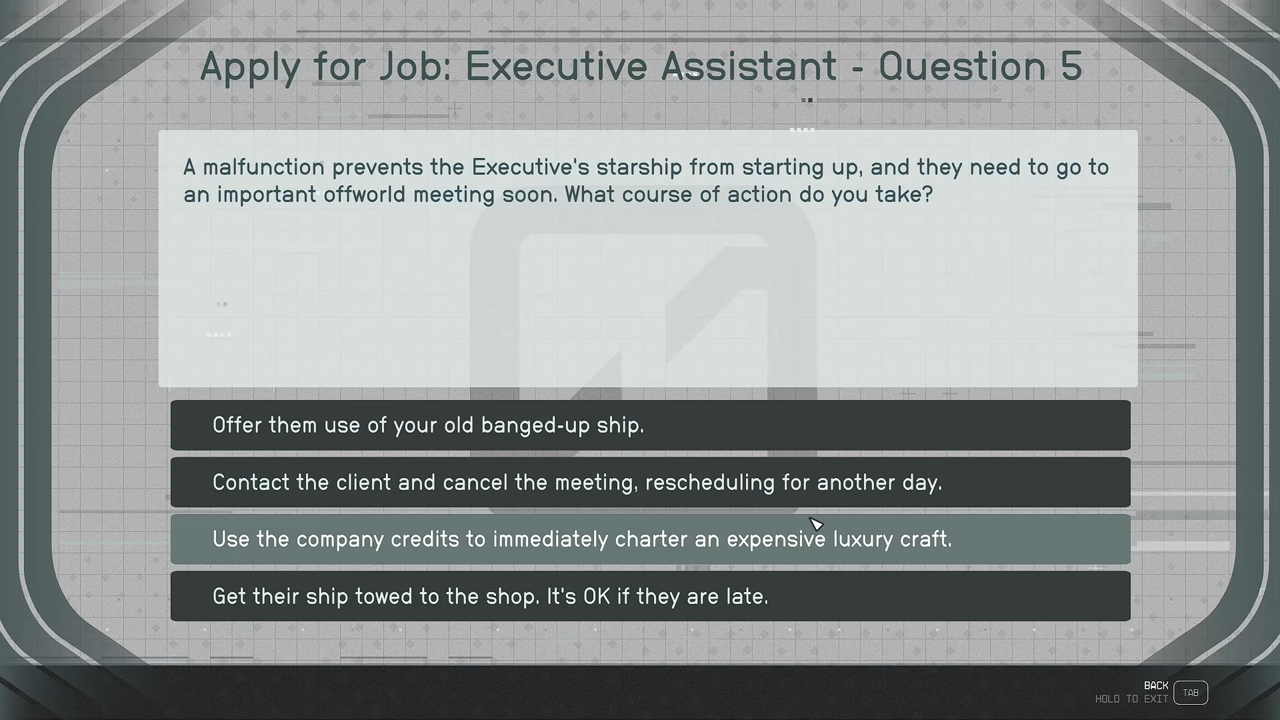 Apply for Job: Executive Assistant - Question 5
A malfunction prevents the Executive's starship from starting up, and they need to go to
an important offworld meeting soon. What course of action do you take?
Offer them use of your old banged-up ship.
Contact the client and cancel the meeting, rescheduling for another day.
Use the company credits to immediately charter an expensive luxury craft.
Get their ship towed to the shop. It's OK if they are late.
BACK
HOLD TO EXIT TAB